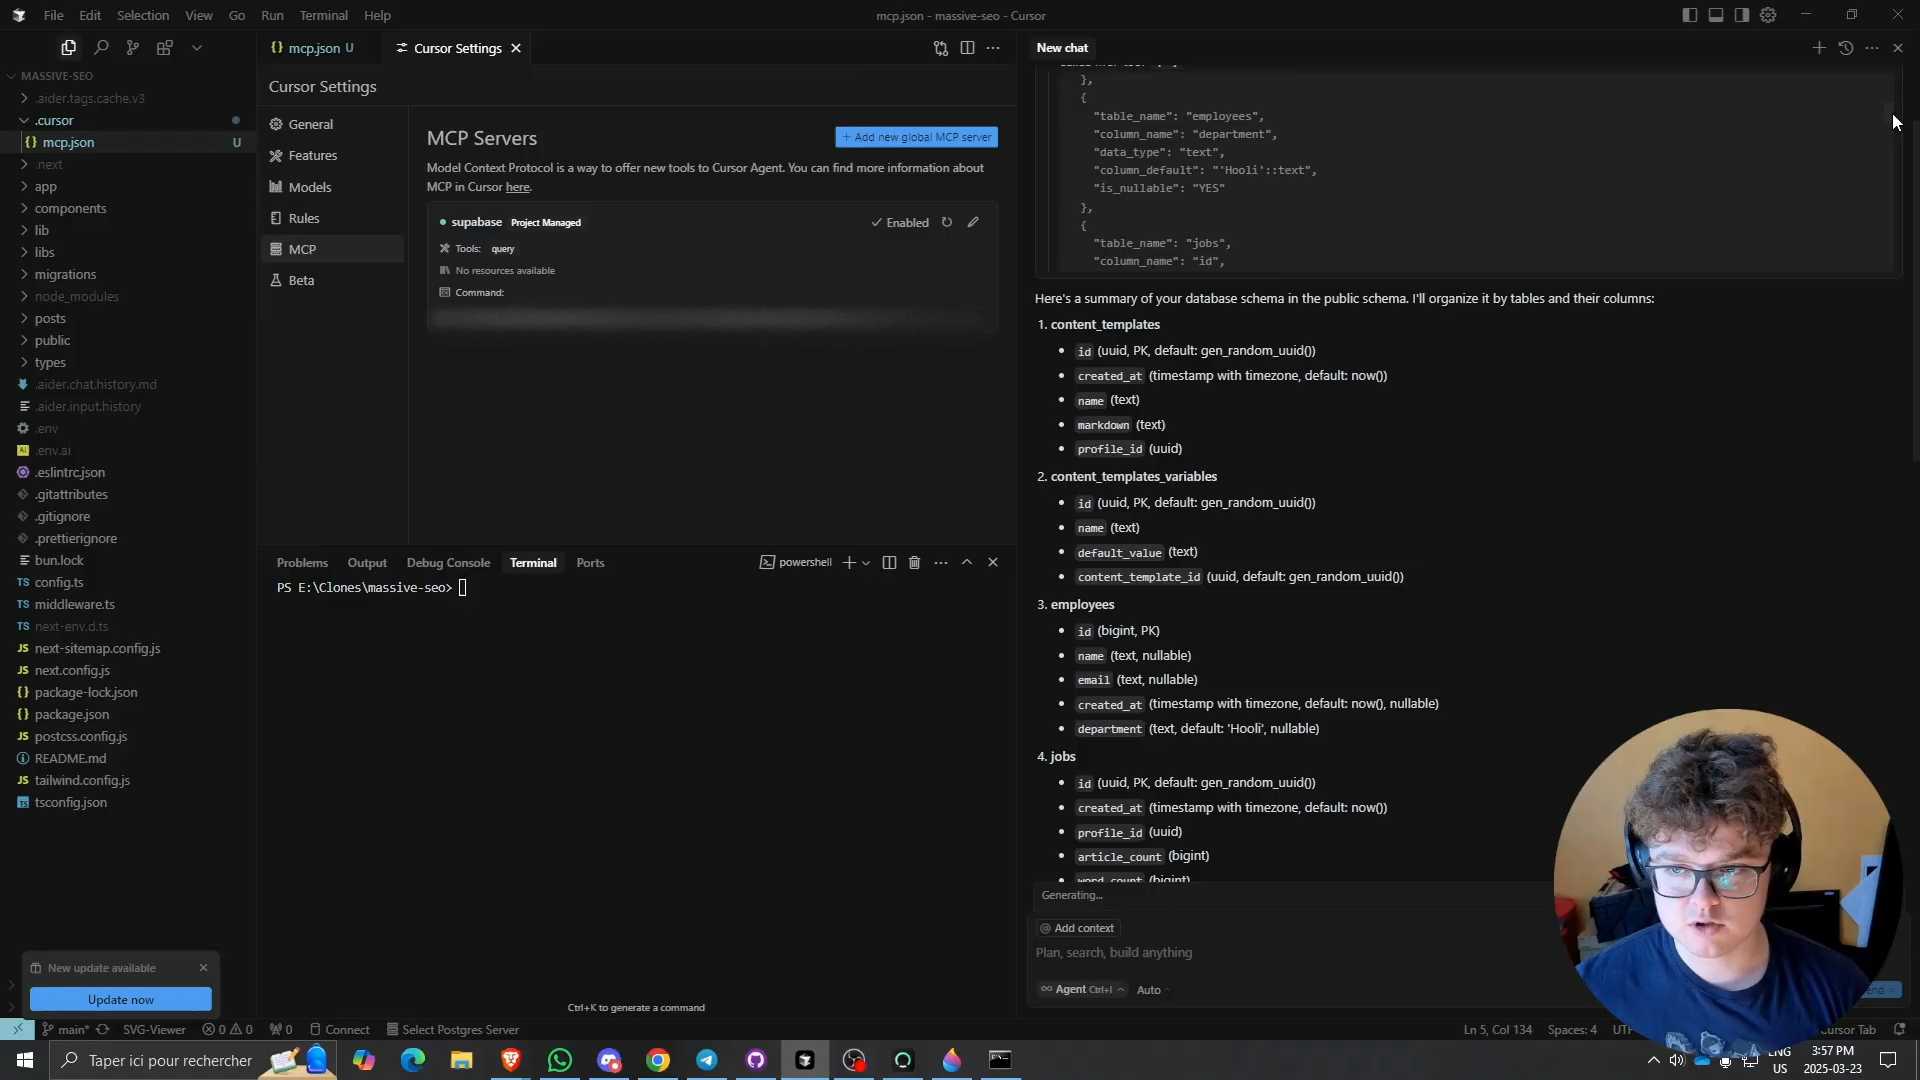 File Edit Selection View Go Run Terminal Help
mcp.json - massive-seo - Cursor
mcp.json U
Cursor Settings
New chat
MASSIVE-SEO
.aider.tags.cache.v3
.cursor
mcp.json U
.next
app
components
lib
libs
migrations
node_modules
posts
public
types
.aider.chat.history.md
.aider.input.history
.env
.env.ai
.eslintrc.json
.gitattributes
.gitignore
.prettierignore
bun.lock
config.ts
middleware.ts
next-env.d.ts
next-sitemap.config.js
next.config.js
package-lock.json
package.json
postcss.config.js
README.md
tailwind.config.js
tsconfig.json
New update available
Update now
Cursor Settings
General
Features
Models
Rules
MCP
Beta
MCP Servers
+ Add new global MCP server
Model Context Protocol is a way to offer new tools to Cursor Agent. You can find more information about
MCP in Cursor here.
supabase Project Managed
Enabled
Tools: query
No resources available
Command:
Problems Output Debug Console Terminal Ports
powershell
PS E:\Clones\massive-seo>
Ctrl+K to generate a command
},
{
"table_name": "employees",
"column_name": "department",
"data_type": "text",
"column_default": "'Hooli'::text",
"is_nullable": "YES"
},
{
"table_name": "jobs",
"column_name": "id",
Here's a summary of your database schema in the public schema. I'll organize it by tables and their columns:
1. content_templates
• id (uuid, PK, default: gen_random_uuid())
• created_at (timestamp with timezone, default: now())
• name (text)
• markdown (text)
• profile_id (uuid)
2. content_templates_variables
• id (uuid, PK, default: gen_random_uuid())
• name (text)
• default_value (text)
• content_template_id (uuid, default: gen_random_uuid())
3. employees
• id (bigint, PK)
• name (text, nullable)
• email (text, nullable)
• created_at (timestamp with timezone, default: now(), nullable)
• department (text, default: 'Hooli', nullable)
4. jobs
• id (uuid, PK, default: gen_random_uuid())
• created_at (timestamp with timezone, default: now())
• profile_id (uuid)
• article_count (bigint)
• word_count (bigint)
Generating...
@ Add context
Plan, search, build anything
Agent Ctrl+I
Auto
main* SVG-Viewer 0 0 0 Connect Select Postgres Server
Ln 5, Col 134 Spaces: 4
Cursor Tab
Taper ici pour rechercher
ENG
US
3:57 PM
2025-03-23